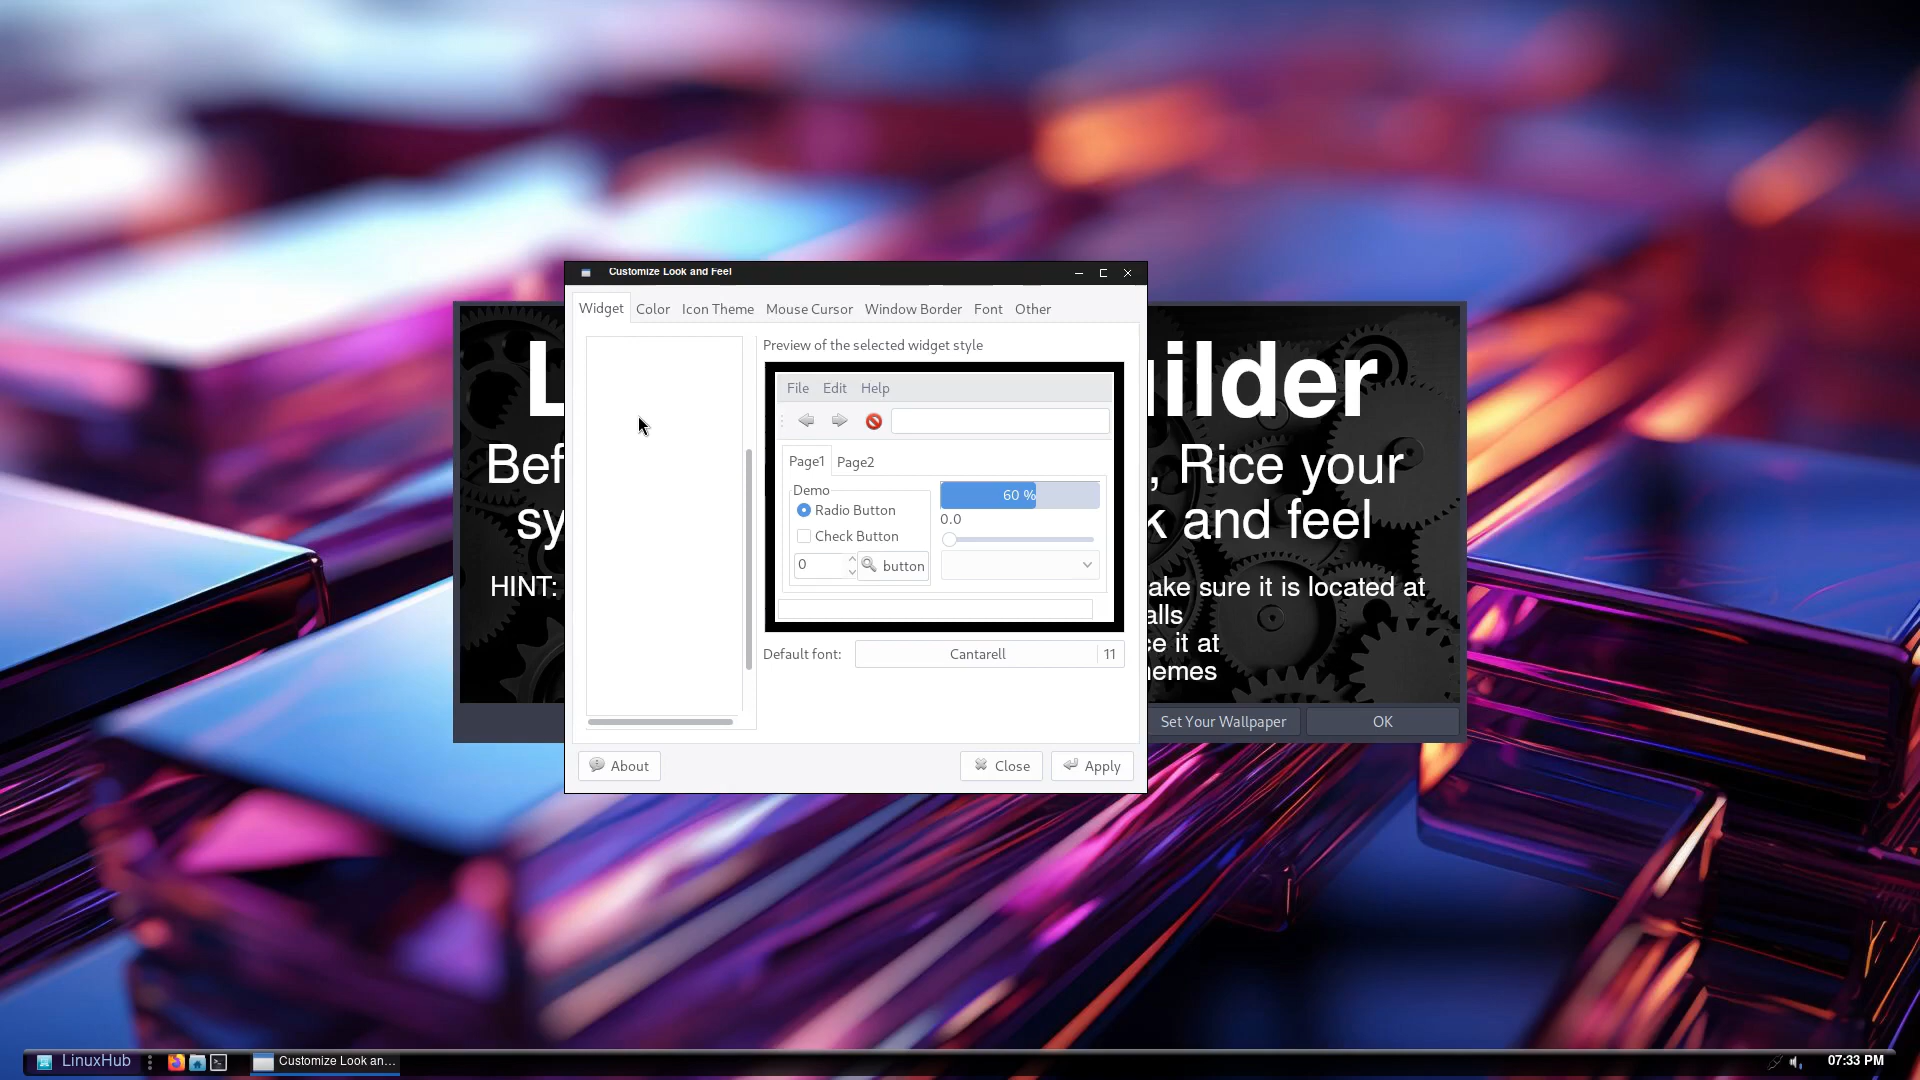 Customize Look and Feel
Widget Color Icon Theme Mouse Cursor Window Border Font Other
Preview of the selected widget style
File Edit Help
Page1 Page2
Demo
Radio Button
Check Button
0
button
60 %
0.0
Default font: Cantarell 11
About Close Apply
L
ilder
Bef
, Rice your
sy
k and feel
HINT:
ake sure it is located at
alls
e it at
emes
Set Your Wallpaper OK
LinuxHub Customize Look an... 07:33 PM